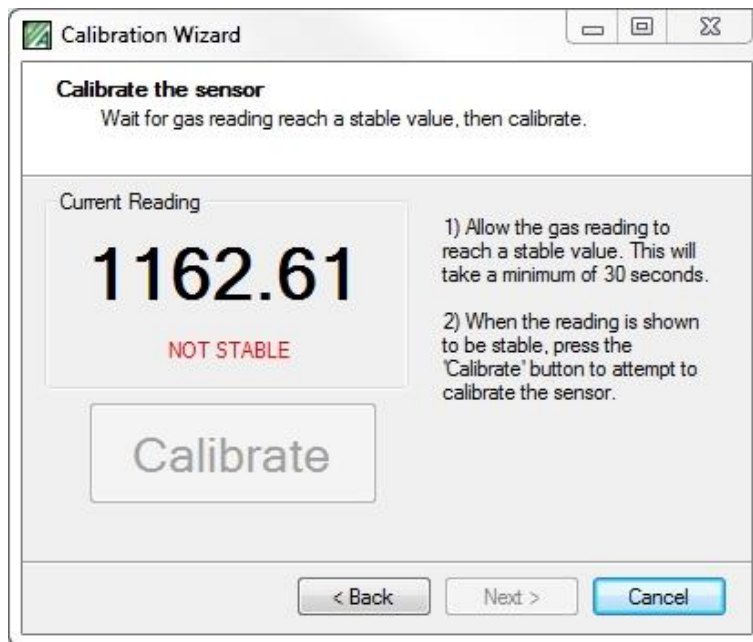 Calibration Wizard
Calibrate the sensor
Wait for gas reading reach a stable value, then calibrate.
Current Reading
1162.61
NOT STABLE
Calibrate
1) Allow the gas reading to
reach a stable value. This will
take a minimum of 30 seconds.
2) When the reading is shown
to be stable, press the
'Calibrate' button to attempt to
calibrate the sensor.
< Back
Next >
Cancel